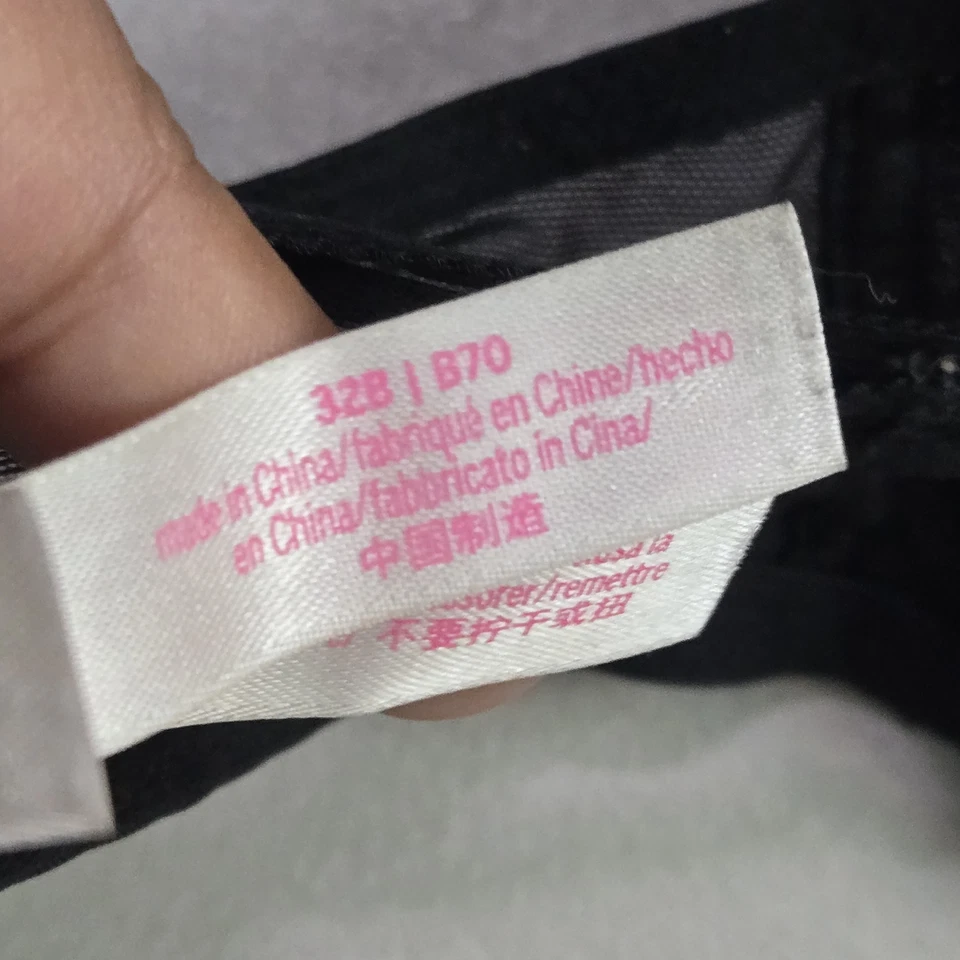 32B | B70
made in China/fabriqué en Chine/hecho
en China/fabbricato in Cina/
中国制造
la
/remettre
不要拧干或扭